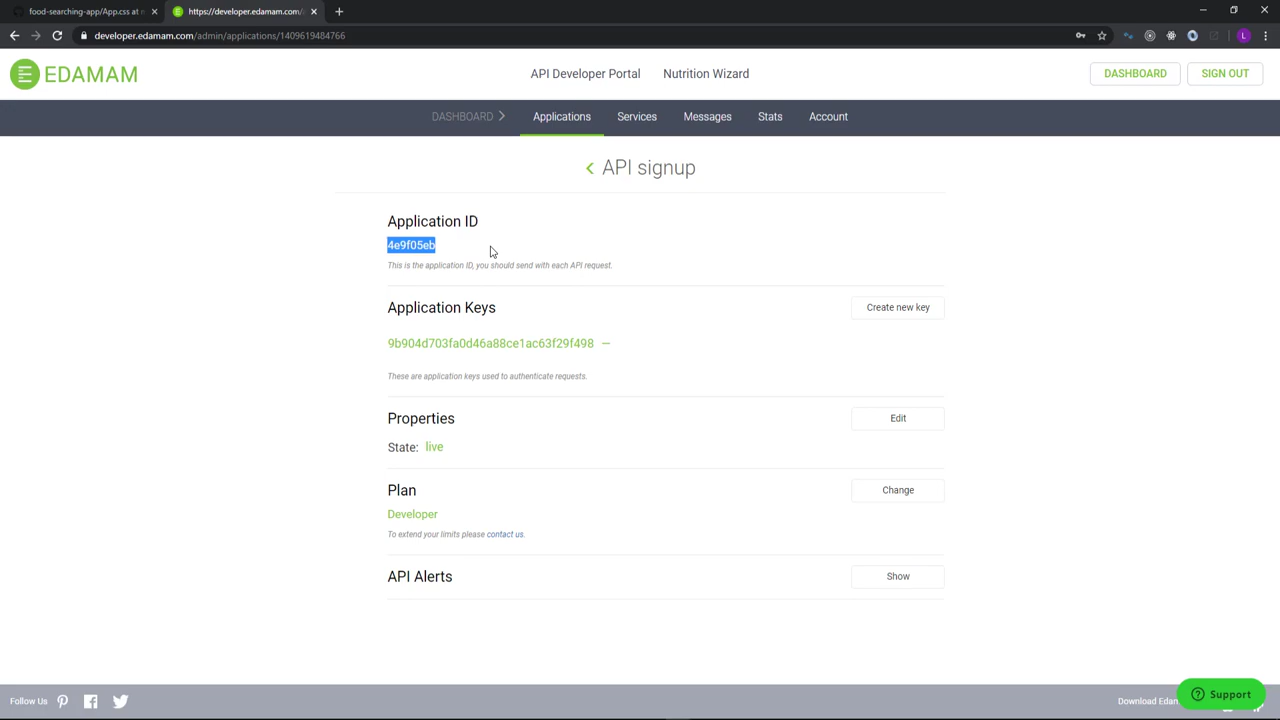 food-searching-app/App.css at
https://developer.edamam.com/
developer.edamam.com/admin/applications/1409619484766
L
EDAMAM
API Developer Portal
Nutrition Wizard
DASHBOARD
SIGN OUT
DASHBOARD
Applications
Services
Messages
Stats
Account
API signup
Application ID
4e9f05eb
This is the application ID, you should send with each API request.
Application Keys
Create new key
9b904d703fa0d46a88ce1ac63f29f498
These are application keys used to authenticate requests.
Properties
Edit
State: live
Plan
Change
Developer
To extend your limits please contact us.
API Alerts
Show
Follow Us
Download
Support